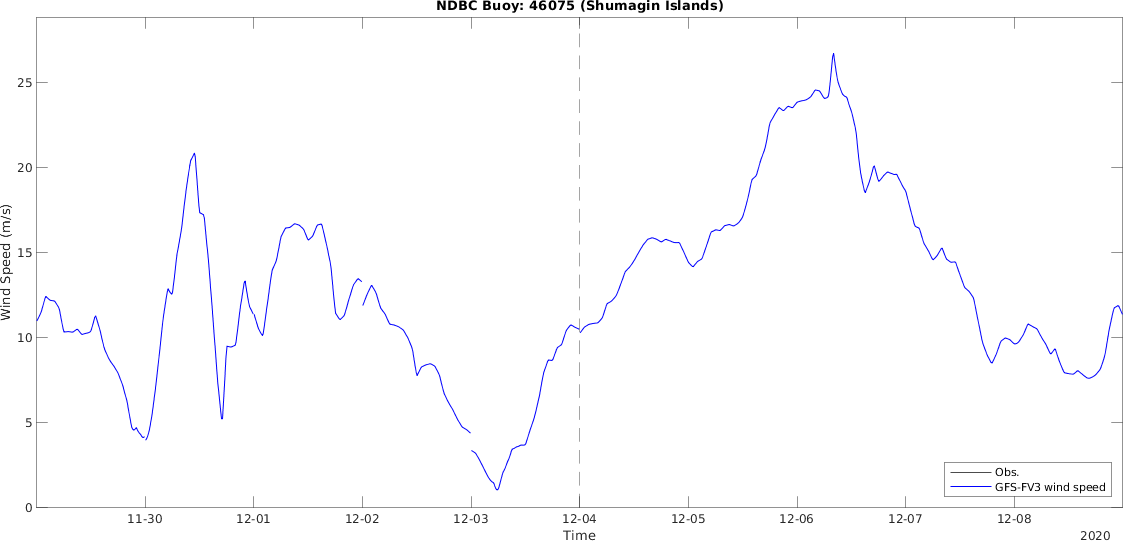 NDBC Buoy: 46075 (Shumagin Islands)
Wind Speed (m/s)
25
20
15
10
5
0
Obs.
GFS-FV3 wind speed
11-30 12-01 12-02 12-03 12-04 12-05 12-06 12-07 12-08
Time
2020